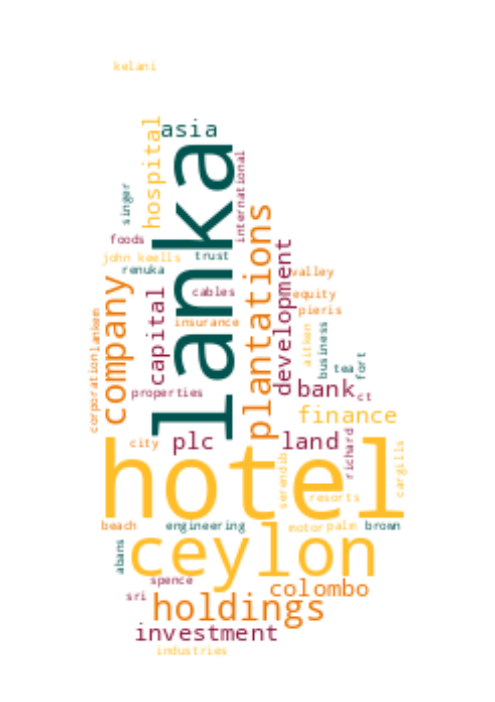 kelani
asia
hospital
lanka
singer
international
foods
john keells
trust
renuka
plantations
development
valley
company
capital
cables
equity
pieris
insurance
corporation
lankem
aitken
business
tea
fort
properties
bank
ct
finance
city
plc
land
richard
hotel
serendib
cargills
resorts
beach
engineering
motor
palm
brown
abans
ceylon
spence
colombo
sri
holdings
investment
industries